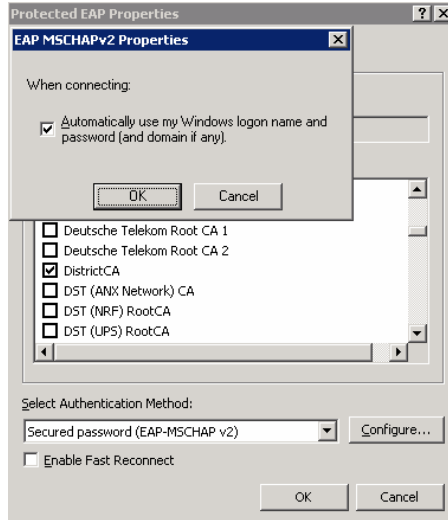 Protected EAP Properties
EAP MSCHAPv2 Properties
When connecting:
Automatically use my Windows logon name and
password (and domain if any).
OK
Cancel
Deutsche Telekom Root CA 1
Deutsche Telekom Root CA 2
DistrictCA
DST (ANX Network) CA
DST (NRF) RootCA
DST (UPS) RootCA
Select Authentication Method:
Secured password (EAP-MSCHAP v2)
Configure...
Enable Fast Reconnect
OK
Cancel